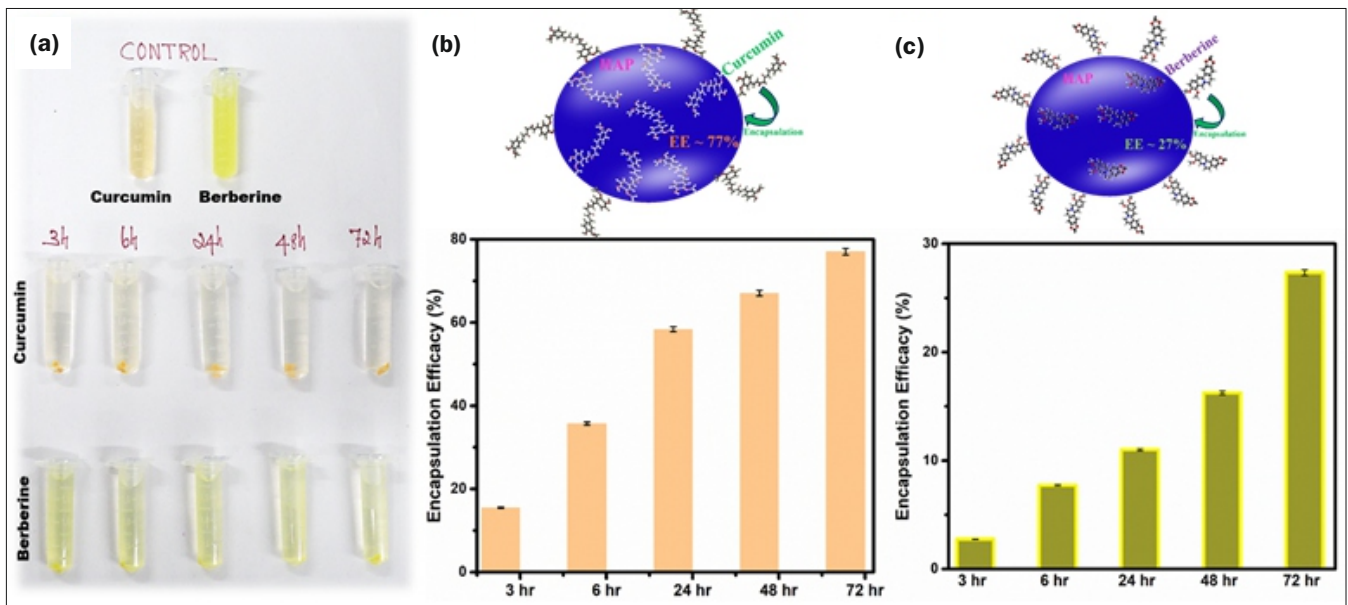 (a)
CONTROL
Curcumin Berberine
3h 6h 24h 48h 72h
Curcumin
Berberine
(b)
WAP
Curcumin
Encapsulation
EE ~ 77%
Encapsulation Efficacy (%)
80
60
40
20
0
3 hr 6 hr 24 hr 48 hr 72 hr
(c)
WAP
Berberine
Encapsulation
EE ~ 27%
Encapsulation Efficacy (%)
30
20
10
0
3 hr 6 hr 24 hr 48 hr 72 hr